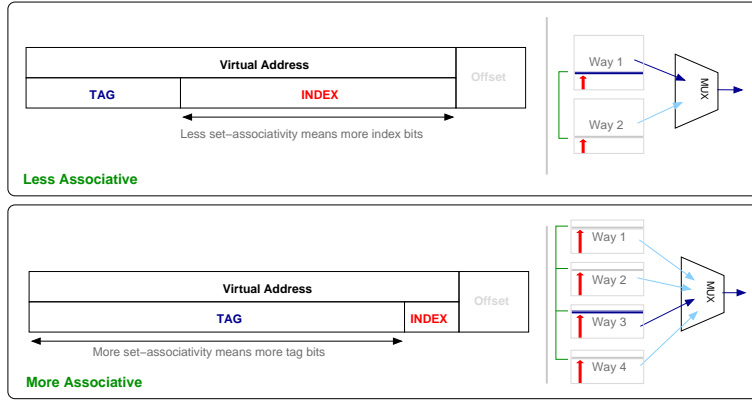 Virtual Address
Offset
TAG
INDEX
Less set−associativity means more index bits
Less Associative
Way 1
Way 2
MUX
Virtual Address
Offset
TAG
INDEX
More set−associativity means more tag bits
More Associative
Way 1
Way 2
Way 3
Way 4
MUX